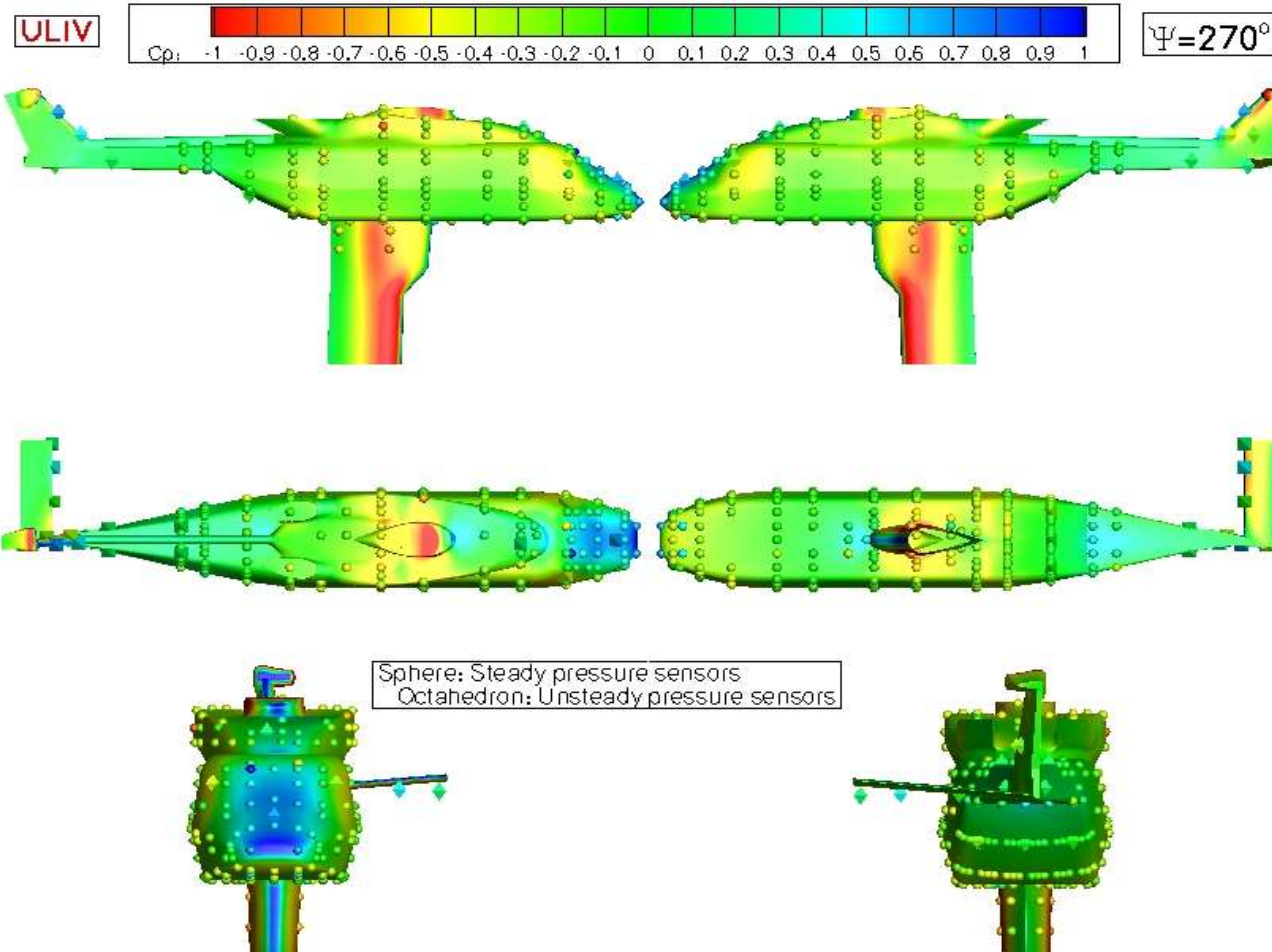 ULIV
Cp: -1 -0.9 -0.8 -0.7 -0.6 -0.5 -0.4 -0.3 -0.2 -0.1 0 0.1 0.2 0.3 0.4 0.5 0.6 0.7 0.8 0.9 1
Ψ=270°
Sphere: Steady pressure sensors
Octahedron: Unsteady pressure sensors